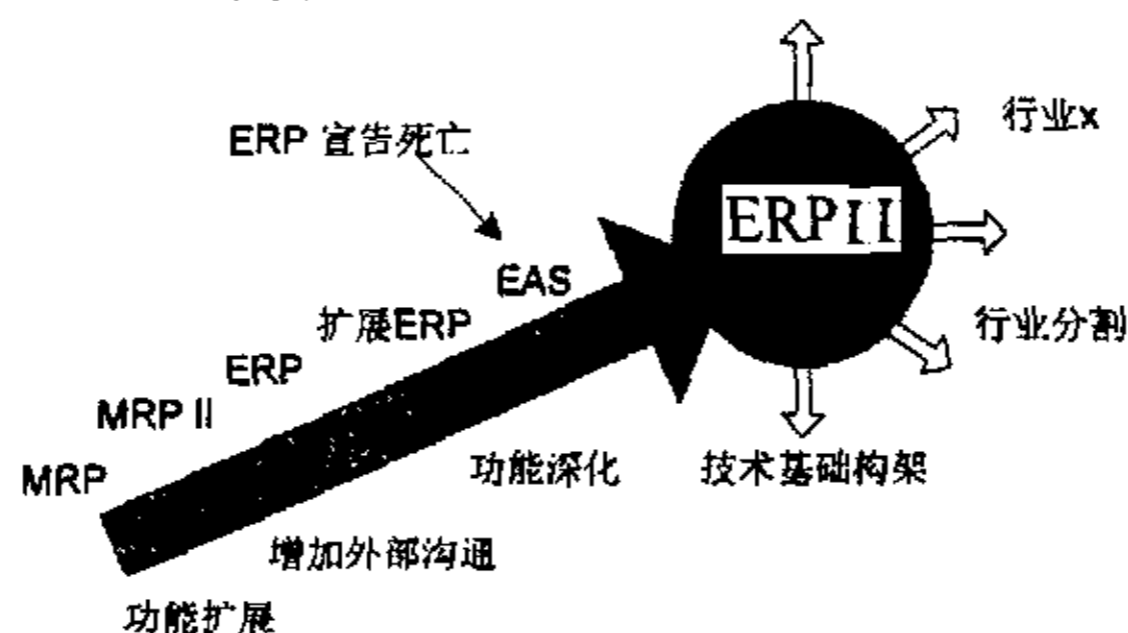 ERP 宣告死亡
行业x
ERPII
EAS
扩展ERP
行业分割
ERP
MRP II
MRP
功能深化
技术基础构架
增加外部沟通
功能扩展